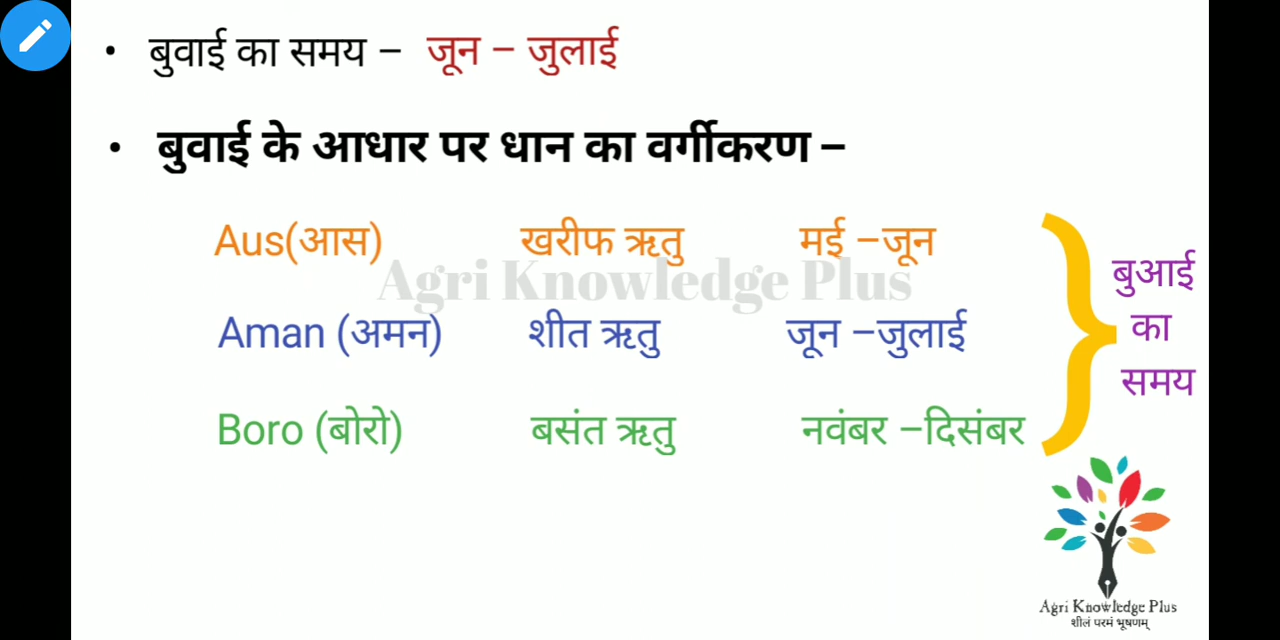 • बुवाई का समय – जून – जुलाई
• बुवाई के आधार पर धान का वर्गीकरण –
Aus(आस) खरीफ ऋतु मई –जून
Agri Knowledge Plus
Aman (अमन) शीत ऋतु जून –जुलाई
Boro (बोरो) बसंत ऋतु नवंबर –दिसंबर
बुआई
का
समय
Agri Knowledge Plus
शीलं परमं भूषणम्